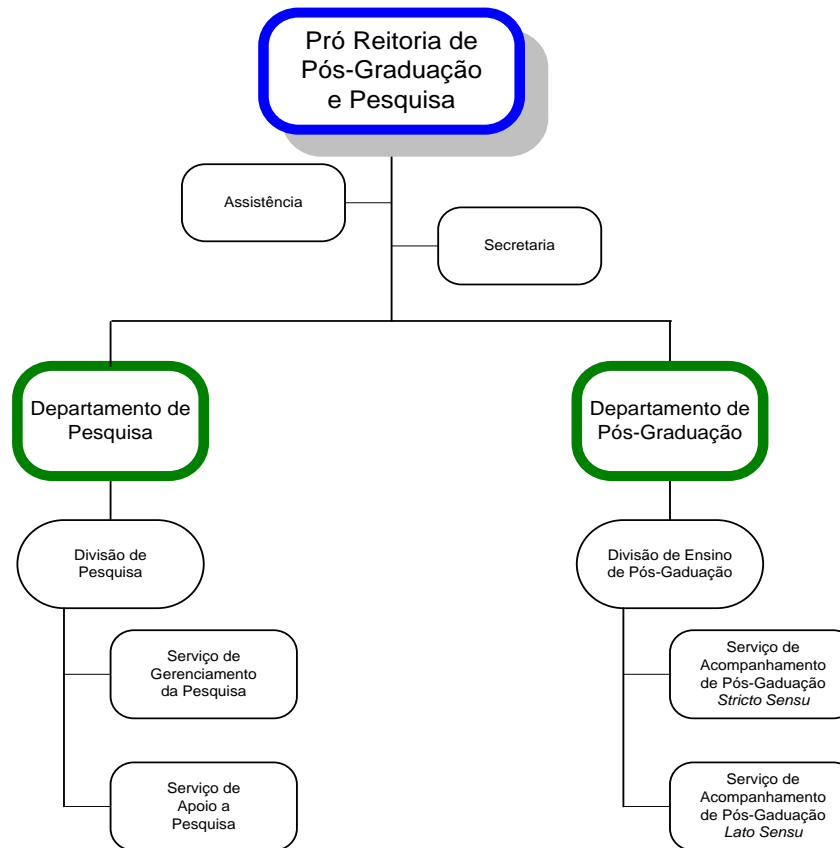 Pró Reitoria de
Pós-Graduação
e Pesquisa
Assistência
Secretaria
Departamento de
Pesquisa
Departamento de
Pós-Graduação
Divisão de
Pesquisa
Divisão de Ensino
de Pós-Gaduação
Serviço de
Gerenciamento
da Pesquisa
Serviço de
Acompanhamento
de Pós-Gaduação
Stricto Sensu
Serviço de
Apoio a
Pesquisa
Serviço de
Acompanhamento
de Pós-Gaduação
Lato Sensu